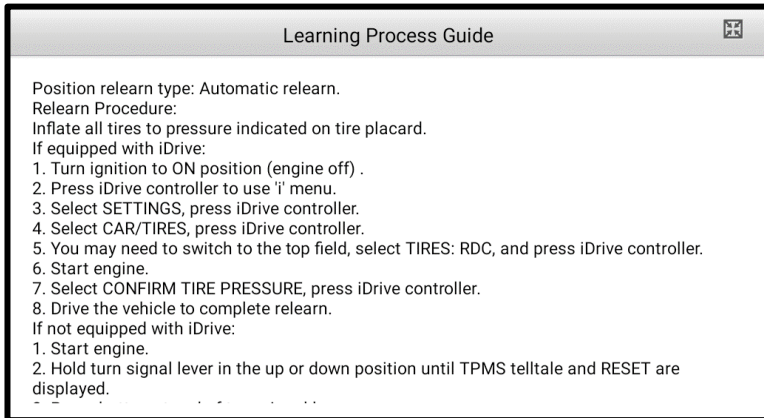 Learning Process Guide
Position relearn type: Automatic relearn.
Relearn Procedure:
Inflate all tires to pressure indicated on tire placard.
If equipped with iDrive:
1. Turn ignition to ON position (engine off) .
2. Press iDrive controller to use 'i' menu.
3. Select SETTINGS, press iDrive controller.
4. Select CAR/TIRES, press iDrive controller.
5. You may need to switch to the top field, select TIRES: RDC, and press iDrive controller.
6. Start engine.
7. Select CONFIRM TIRE PRESSURE, press iDrive controller.
8. Drive the vehicle to complete relearn.
If not equipped with iDrive:
1. Start engine.
2. Hold turn signal lever in the up or down position until TPMS telltale and RESET are
displayed.